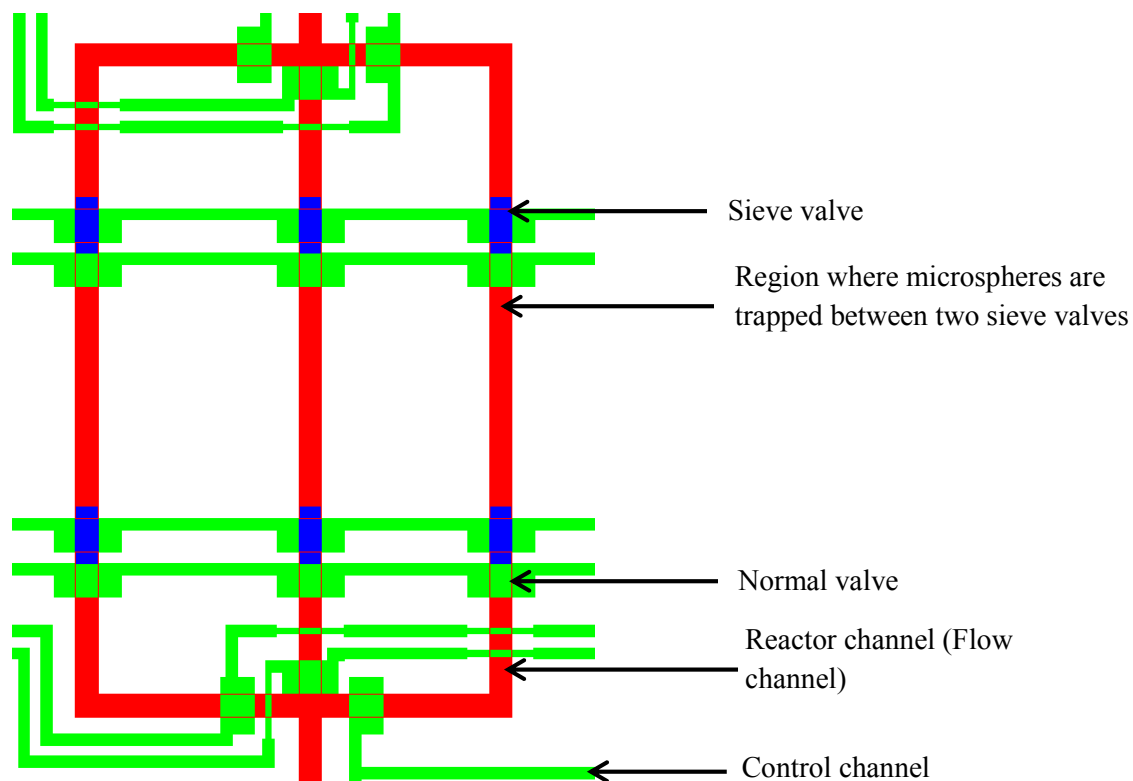 Sieve valve
Region where microspheres are
trapped between two sieve valves
Normal valve
Reactor channel (Flow
channel)
Control channel